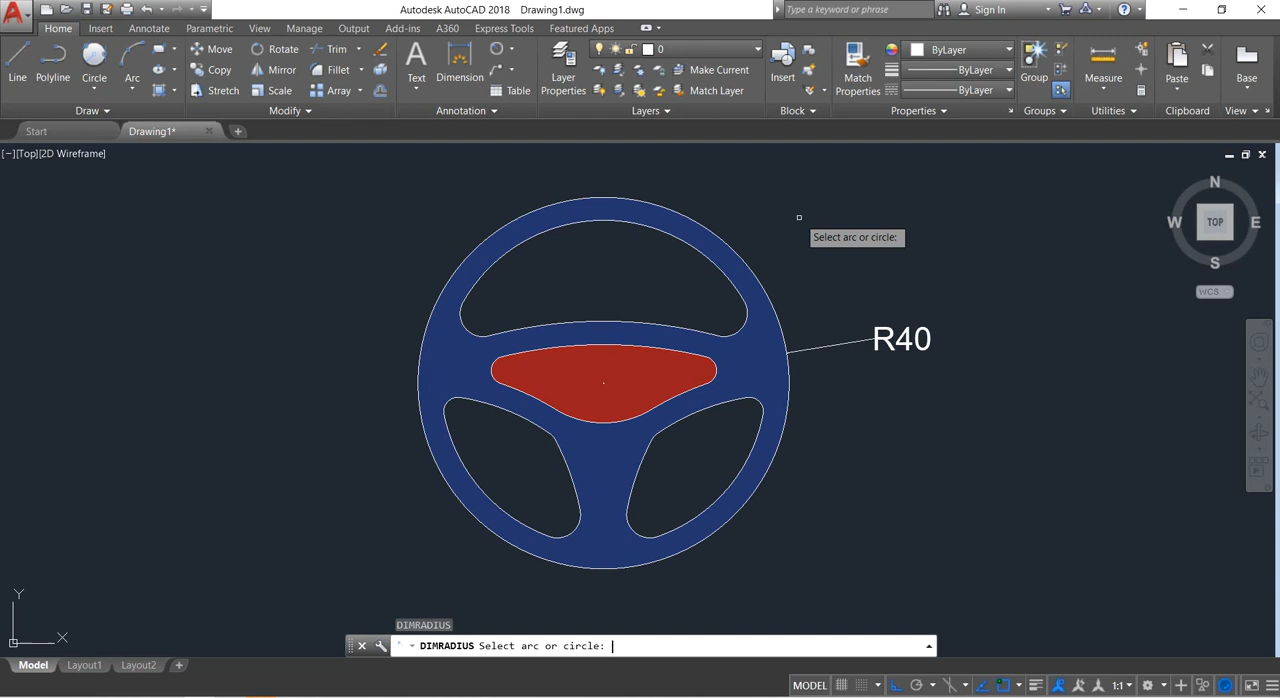 Autodesk AutoCAD 2018 Drawing1.dwg
Type a keyword or phrase
Sign In
Home Insert Annotate Parametric View Manage Output Add-ins A360 Express Tools Featured Apps
Line Polyline Circle Arc
Move Rotate Trim
Copy Mirror Fillet
Stretch Scale Array
Text Dimension Table
Layer Properties
0
Make Current
Match Layer
Insert
Match Properties
ByLayer
ByLayer
ByLayer
Group Measure Paste Base
Draw Modify Annotation Layers Block Properties Groups Utilities Clipboard View
Start Drawing1*
[−][Top][2D Wireframe]
N
W TOP E
S
WCS
Select arc or circle:
R40
Y
X
DIMRADIUS
DIMRADIUS Select arc or circle:
Model Layout1 Layout2
MODEL 1:1